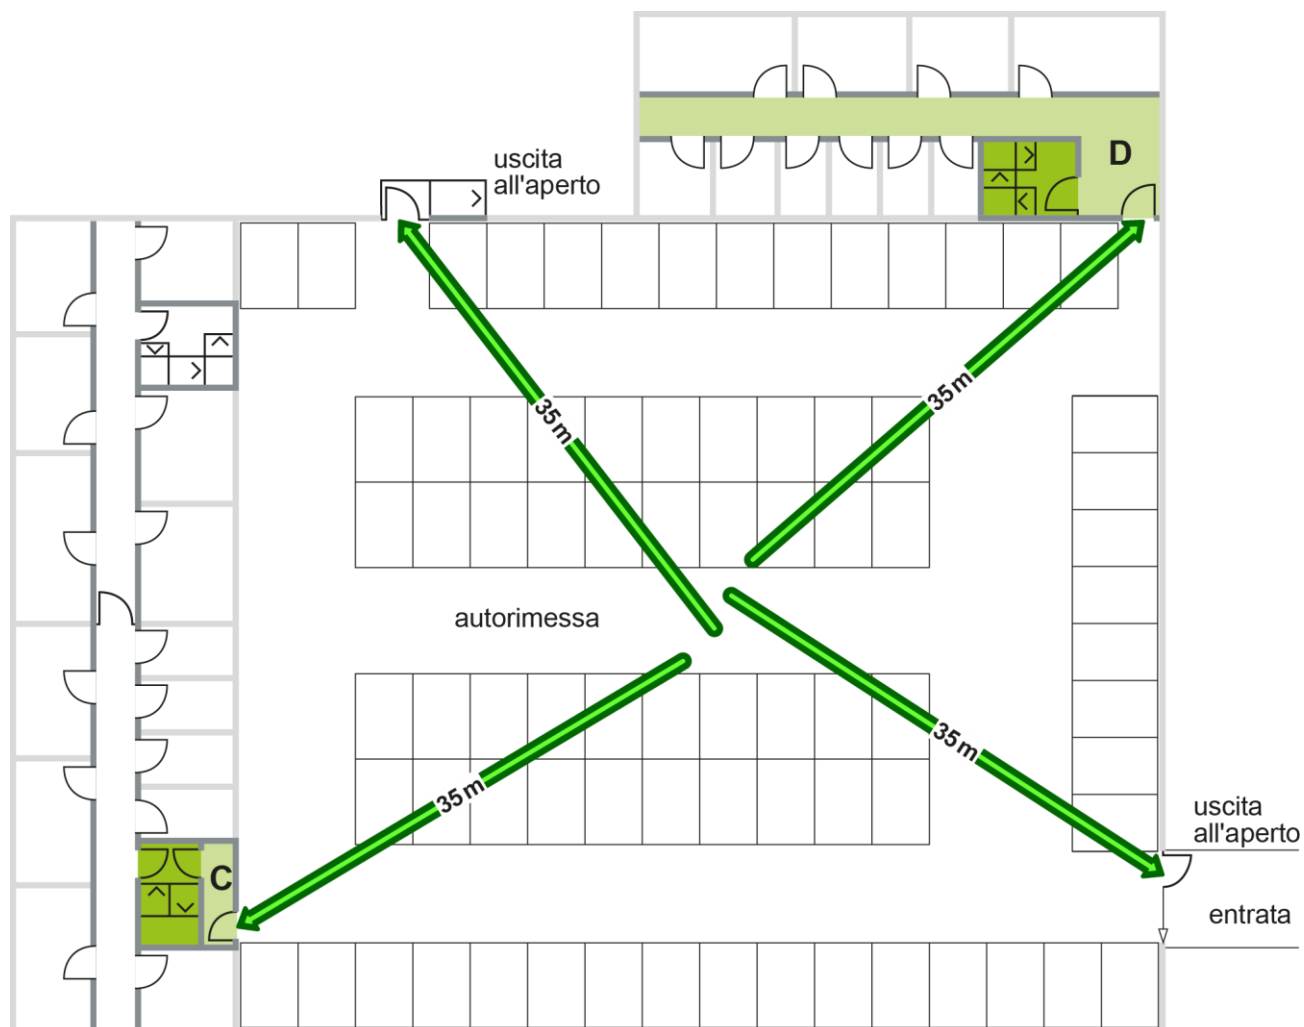 D
uscita
all'aperto
35 m
35 m
autorimessa
35 m
35 m
uscita
all'aperto
C
entrata